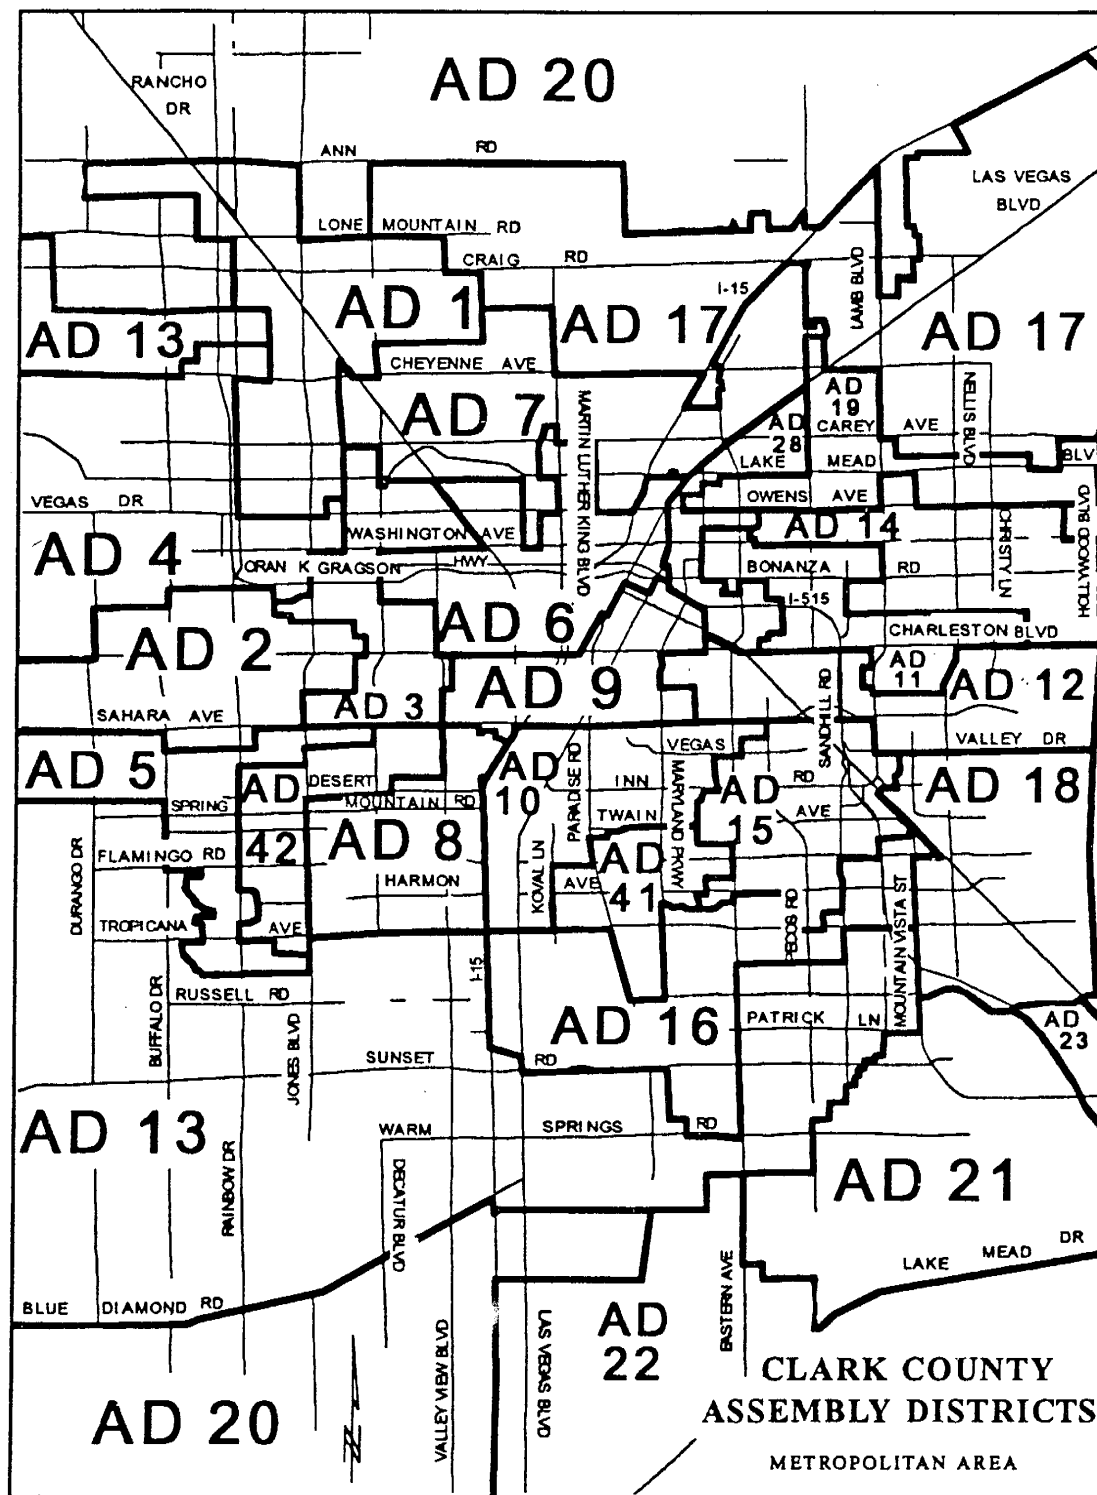 AD 20
RANCHO
DR
ANN RD
LAS VEGAS
BLVD
LONE MOUNTAIN RD
CRAIG RD
I-15
LAMB BLVD
AD 13
AD 1
AD 17
AD 17
CHEYENNE AVE
AD
19
NELLIS BLVD
AD 7
MARTIN LUTHER KING BLVD
AD
28
CAREY AVE
LAKE MEAD BLV
VEGAS DR
OWENS AVE
HOLLYWOOD BLVD
CHRISTY LN
WASHINGTON AVE
AD 14
AD 4
ORAN K GRAGSON HWY
BONANZA RD
I-515
AD 2
AD 6
CHARLESTON BLVD
AD
11
AD 9
AD 12
SAHARA AVE
AD 3
SANDHILL RD
VEGAS VALLEY DR
AD 5
AD
42
DESERT INN RD
AD
10
PARADISE RD
MARYLAND PKWY
AD
15
AD 18
SPRING MOUNTAIN RD
TWAIN AVE
DURANGO DR
FLAMINGO RD
AD 8
KOVAL LN
AD
41
HARMON AVE
MOUNTAIN VISTA ST
PECOS RD
TROPICANA AVE
I-15
BUFFALO DR
RUSSELL RD
JONES BLVD
AD 16
PATRICK LN
AD
23
SUNSET RD
AD 13
WARM SPRINGS RD
RAINBOW DR
DECATUR BLVD
AD 21
LAKE MEAD DR
EASTERN AVE
BLUE DIAMOND RD
AD
22
VALLEY VIEW BLVD
LAS VEGAS BLVD
AD 20
CLARK COUNTY
ASSEMBLY DISTRICTS
METROPOLITAN AREA